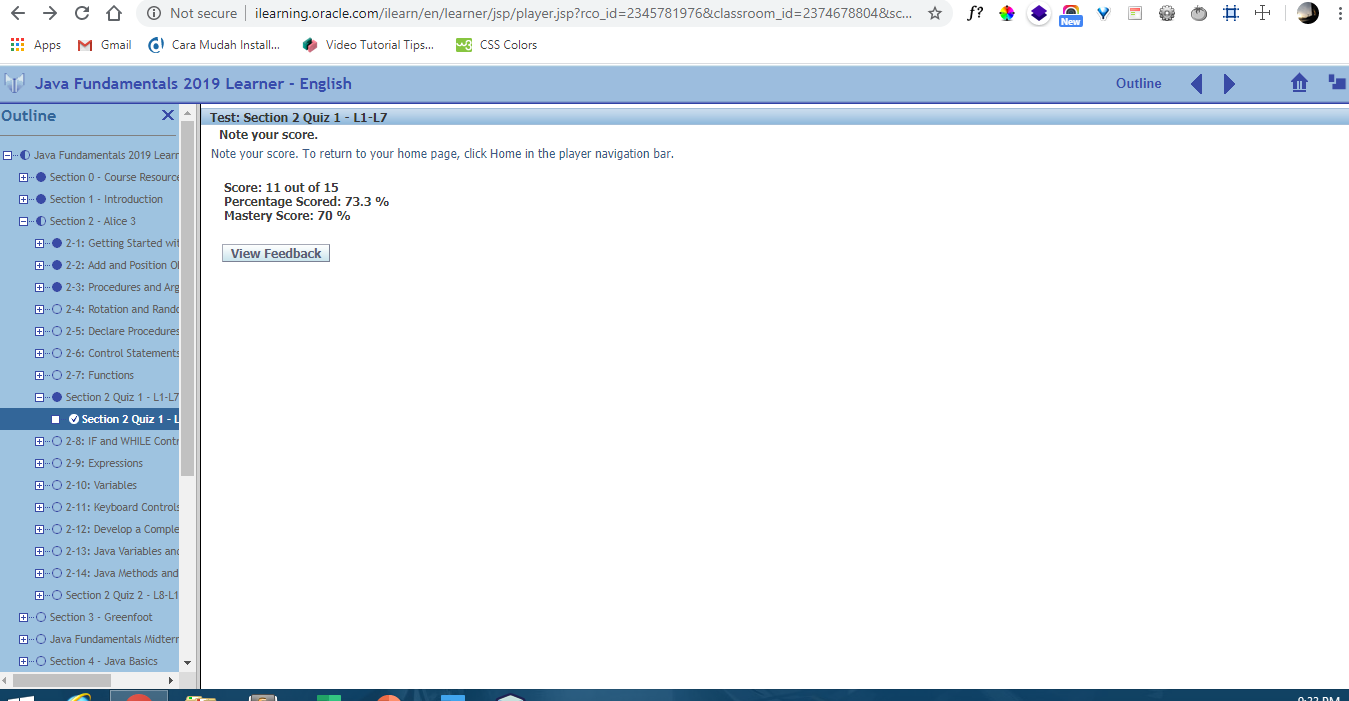 Not secure | ilearning.oracle.com/ilearn/en/learner/jsp/player.jsp?rco_id=2345781976&classroom_id=2374678804&sc...
f?
New
Apps
Gmail
Cara Mudah Install...
Video Tutorial Tips...
CSS Colors
Java Fundamentals 2019 Learner - English
Outline
Outline
Java Fundamentals 2019 Learr
Section 0 - Course Resource
Section 1 - Introduction
Section 2 - Alice 3
2-1: Getting Started wit
2-2: Add and Position O
2-3: Procedures and Arg
2-4: Rotation and Rando
2-5: Declare Procedures
2-6: Control Statements
2-7: Functions
Section 2 Quiz 1 - L1-L7
Section 2 Quiz 1 - L
2-8: IF and WHILE Contr
2-9: Expressions
2-10: Variables
2-11: Keyboard Controls
2-12: Develop a Comple
2-13: Java Variables and
2-14: Java Methods and
Section 2 Quiz 2 - L8-L1
Section 3 - Greenfoot
Java Fundamentals Midterr
Section 4 - Java Basics
Test: Section 2 Quiz 1 - L1-L7
Note your score.
Note your score. To return to your home page, click Home in the player navigation bar.
Score: 11 out of 15
Percentage Scored: 73.3 %
Mastery Score: 70 %
View Feedback